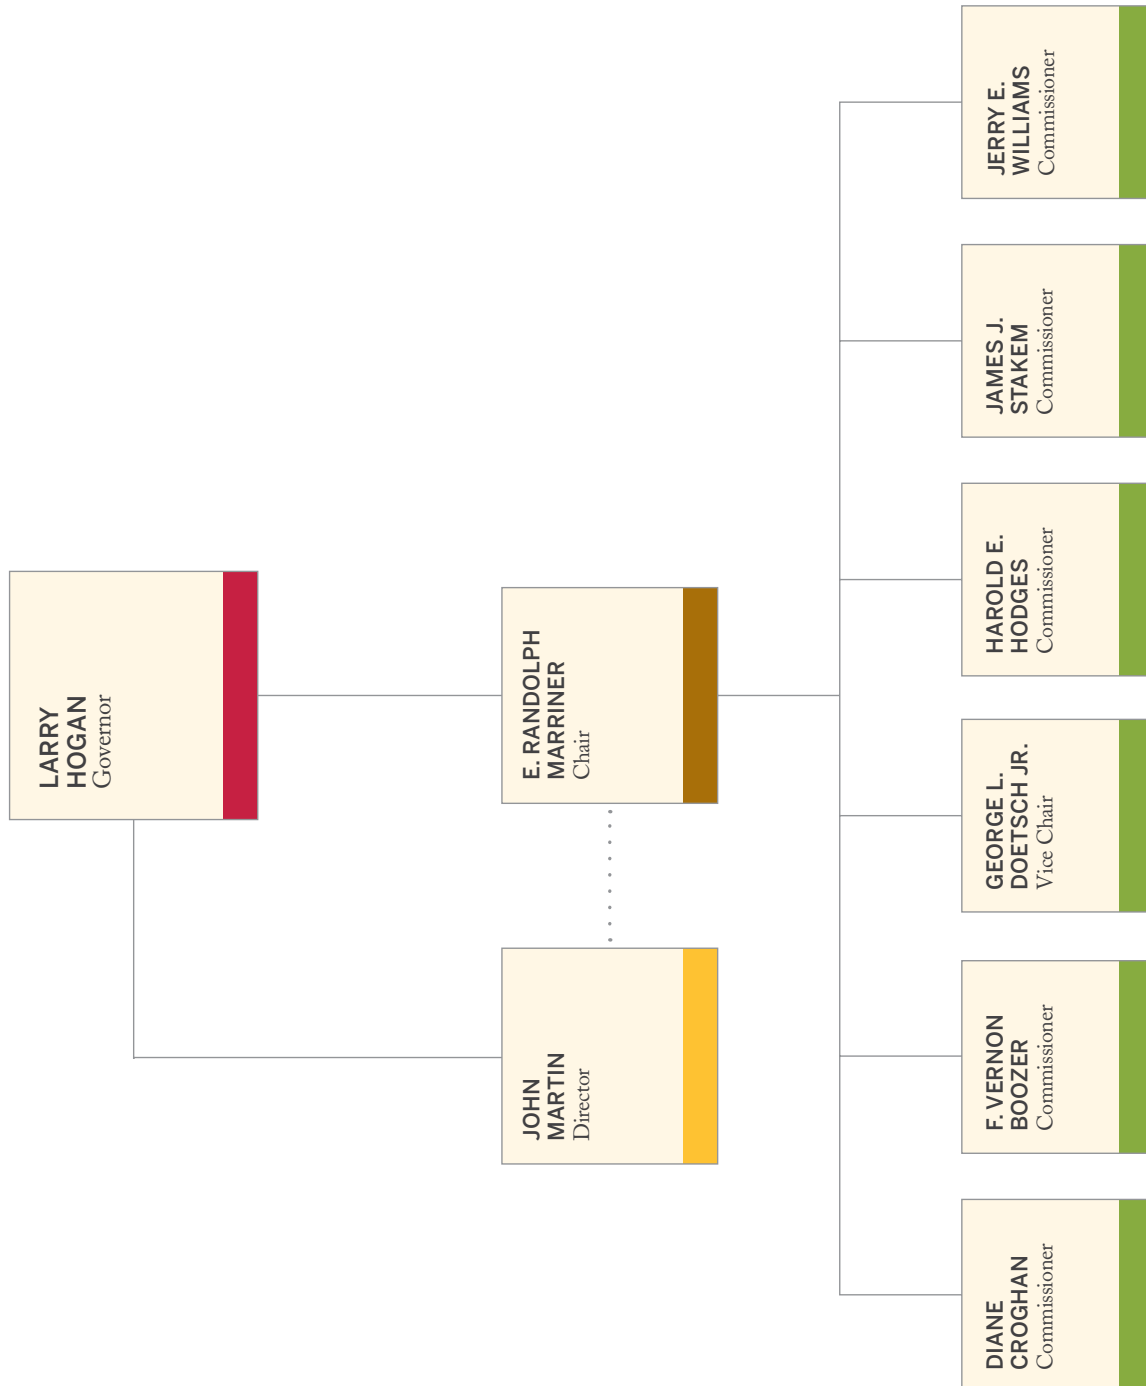 LARRY
HOGAN
Governor
JOHN
MARTIN
Director
E. RANDOLPH
MARRINER
Chair
DIANE
CROGHAN
Commissioner
F. VERNON
BOOZER
Commissioner
GEORGE L.
DOETSCH JR.
Vice Chair
HAROLD E.
HODGES
Commissioner
JAMES J.
STAKEM
Commissioner
JERRY E.
WILLIAMS
Commissioner